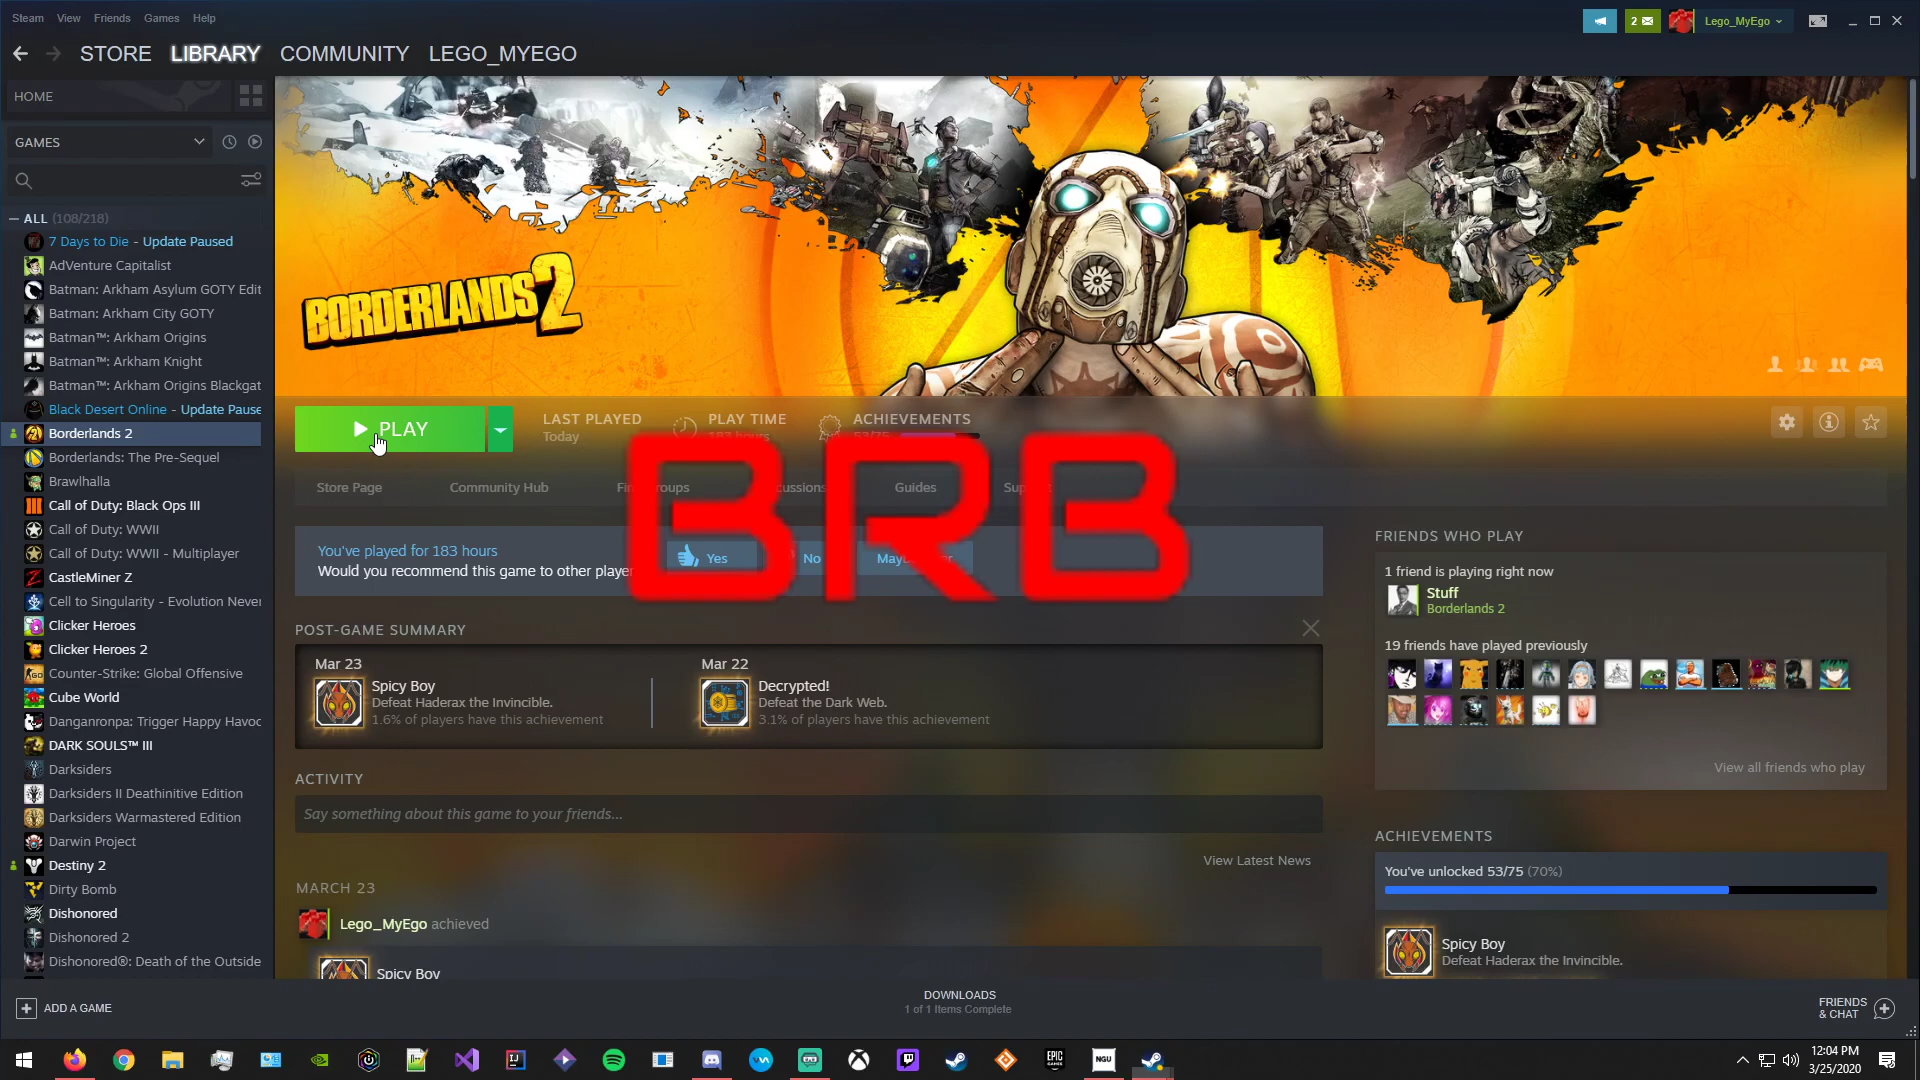 Steam View Friends Games Help
2
Lego_MyEgo
STORE LIBRARY COMMUNITY LEGO_MYEGO
HOME
GAMES
ALL (108/218)
7 Days to Die - Update Paused
AdVenture Capitalist
Batman: Arkham Asylum GOTY Edit
Batman: Arkham City GOTY
Batman™: Arkham Origins
Batman™: Arkham Knight
Batman™: Arkham Origins Blackgat
Black Desert Online - Update Pause
Borderlands 2
Borderlands: The Pre-Sequel
Brawlhalla
Call of Duty: Black Ops III
Call of Duty: WWII
Call of Duty: WWII - Multiplayer
CastleMiner Z
Cell to Singularity - Evolution Never
Clicker Heroes
Clicker Heroes 2
Counter-Strike: Global Offensive
Cube World
Danganronpa: Trigger Happy Havoc
DARK SOULS™ III
Darksiders
Darksiders II Deathinitive Edition
Darksiders Warmastered Edition
Darwin Project
Destiny 2
Dirty Bomb
Dishonored
Dishonored 2
Dishonored®: Death of the Outside
ADD A GAME
BORDERLANDS 2
PLAY
LAST PLAYED
Today
PLAY TIME
183 hours
ACHIEVEMENTS
53/75
BRB
Store Page Community Hub Guides
You've played for 183 hours
Would you recommend this game to other player
Yes
No
POST-GAME SUMMARY
Mar 23
Spicy Boy
Defeat Haderax the Invincible.
1.6% of players have this achievement
Mar 22
Decrypted!
Defeat the Dark Web.
3.1% of players have this achievement
ACTIVITY
Say something about this game to your friends...
View Latest News
MARCH 23
Lego_MyEgo achieved
Spicy Boy
FRIENDS WHO PLAY
1 friend is playing right now
Stuff
Borderlands 2
19 friends have played previously
View all friends who play
ACHIEVEMENTS
You've unlocked 53/75 (70%)
Spicy Boy
Defeat Haderax the Invincible.
DOWNLOADS
1 of 1 Items Complete
FRIENDS
& CHAT
EPIC
GAMES
NGU
12:04 PM
3/25/2020